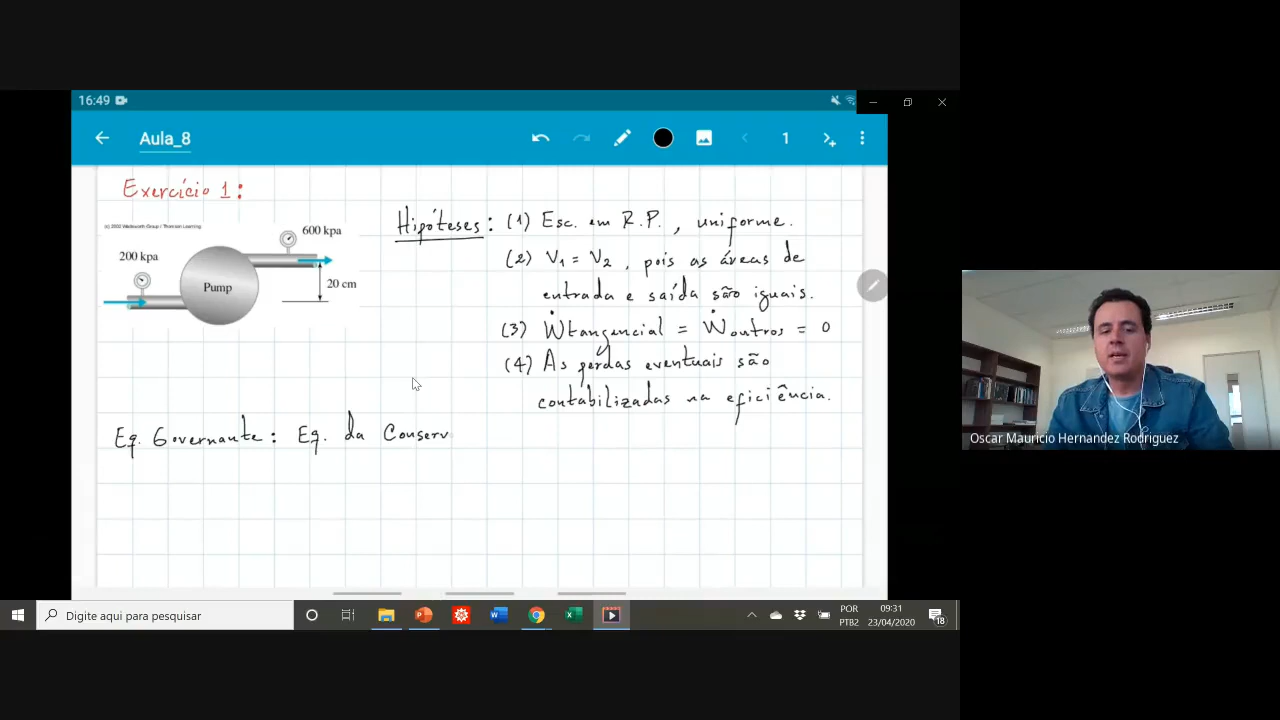 16:49
Aula_8
1
Exercício 1:
(c) 2002 Wadsworth Group / Thomson Learning
600 kpa
200 kpa
Pump
20 cm
Hipóteses: (1) Esc. em R.P., uniforme.
(2) V1 = V2, pois as áreas de
entrada e saída são iguais.
(3) Ẇtangencial = Ẇoutros = 0
(4) As perdas eventuais são
contabilizadas na eficiência.
Eq. Governante: Eq. da Conserv
Oscar Mauricio Hernandez Rodriguez
Digite aqui para pesquisar
POR
PTB2
09:31
23/04/2020
18